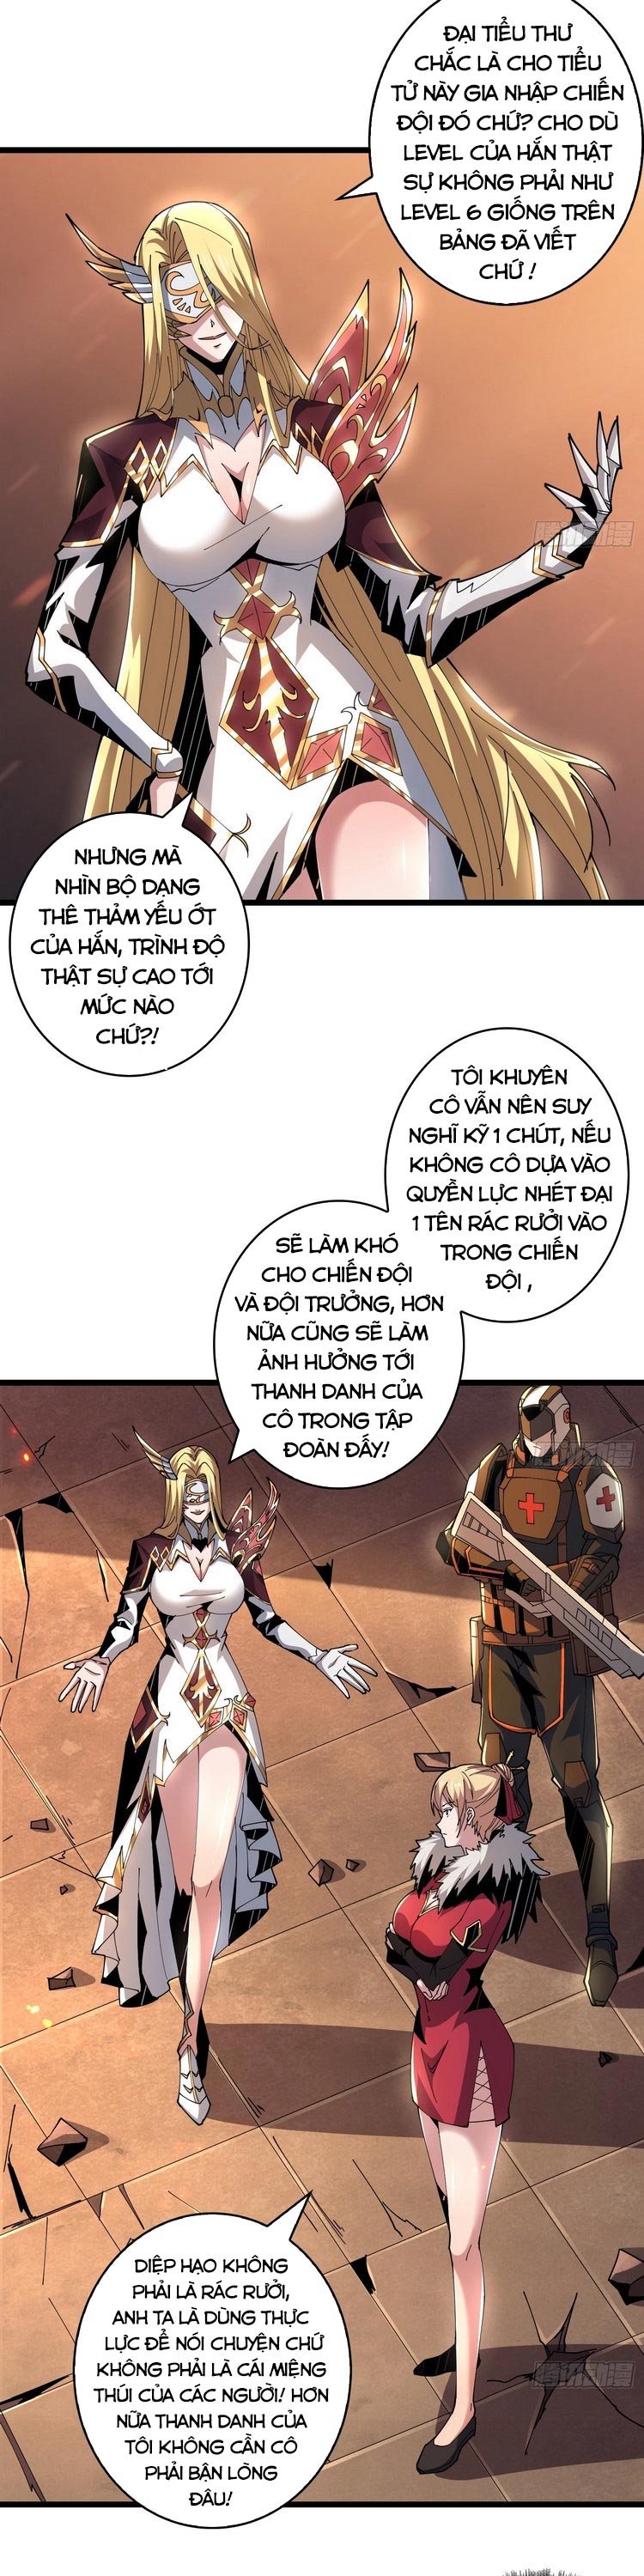 ĐẠI TIỂU THƯ
CHẮC LÀ CHO TIỂU
TỬ NÀY GIA NHẬP CHIẾN
ĐỘI ĐÓ CHỨ? CHO DÙ
LEVEL CỦA HẮN THẬT
SỰ KHÔNG PHẢI NHƯ
LEVEL 6 GIỐNG TRÊN
BẢNG ĐÃ VIẾT
CHỨ!
NHƯNG MÀ
NHÌN BỘ DẠNG
THÊ THẢM YẾU ỚT
CỦA HẮN, TRÌNH ĐỘ
THẬT SỰ CAO TỚI
MỨC NÀO
CHỨ?!
TÔI KHUYÊN
CÔ VẪN NÊN SUY
NGHĨ KỸ 1 CHÚT, NẾU
KHÔNG CÔ DỰA VÀO
QUYỀN LỰC NHÉT ĐẠI
1 TÊN RÁC RƯỞI VÀO
TRONG CHIẾN
ĐỘI,
SẼ LÀM KHÓ
CHO CHIẾN ĐỘI
VÀ ĐỘI TRƯỞNG, HƠN
NỮA CŨNG SẼ LÀM
ẢNH HƯỞNG TỚI
THANH DANH CỦA
CÔ TRONG TẬP
ĐOÀN ĐẤY!
DIỆP HẠO KHÔNG
PHẢI LÀ RÁC RƯỞI,
ANH TA LÀ DÙNG THỰC
LỰC ĐỂ NÓI CHUYỆN CHỨ
KHÔNG PHẢI LÀ CÁI MIỆNG
THÚI CỦA CÁC NGƯỜI! HƠN
NỮA THANH DANH CỦA
TÔI KHÔNG CẦN CÔ
PHẢI BẬN LÒNG
ĐÂU!